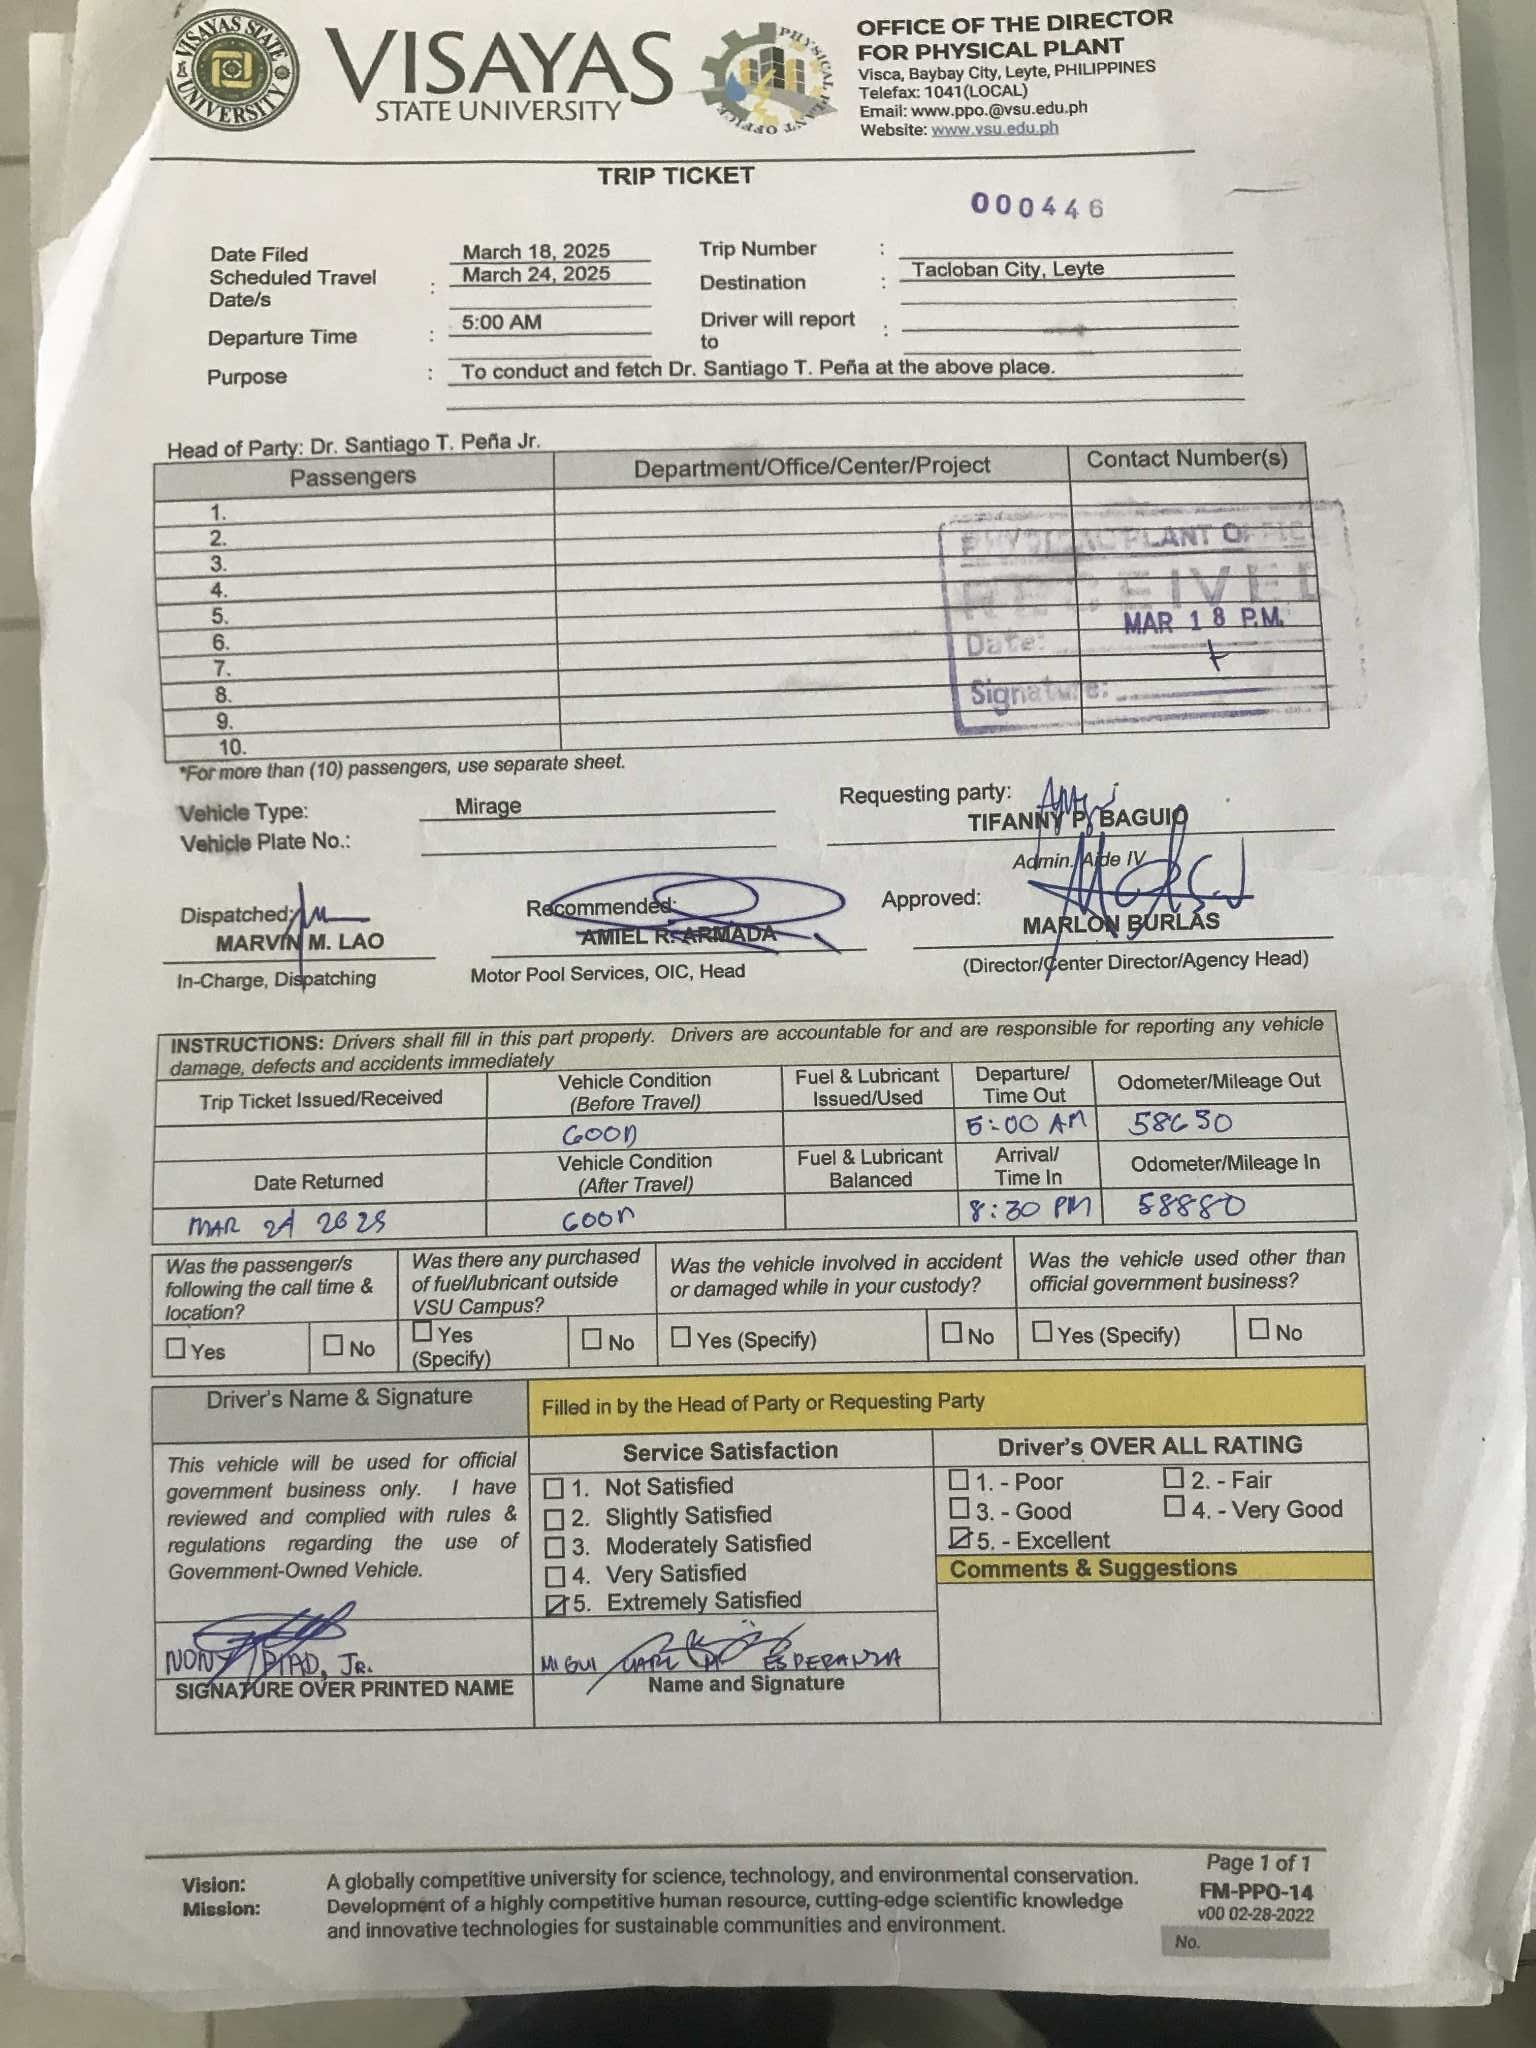 VISAYAS STATE UNIVERSITY
VISAYAS
STATE UNIVERSITY
PHYSICAL PLANT OFFICE
OFFICE OF THE DIRECTOR
FOR PHYSICAL PLANT
Visca, Baybay City, Leyte, PHILIPPINES
Telefax: 1041(LOCAL)
Email: www.ppo.@vsu.edu.ph
Website: www.vsu.edu.ph
TRIP TICKET
000446
Date Filed March 18, 2025 Trip Number :
Scheduled Travel Date/s : March 24, 2025 Destination : Tacloban City, Leyte
Departure Time : 5:00 AM Driver will report to :
Purpose : To conduct and fetch Dr. Santiago T. Peña at the above place.
Head of Party: Dr. Santiago T. Peña Jr.
Passengers Department/Office/Center/Project Contact Number(s)
1.
2.
3.
4.
5.
6.
7.
8.
9.
10.
PHYSICAL PLANT OFFICE
RECEIVED
Date: MAR 18 P.M.
Signature:
*For more than (10) passengers, use separate sheet.
Vehicle Type: Mirage
Vehicle Plate No.:
Requesting party:
TIFANNY P. BAGUIO
Admin. Aide IV
Dispatched: Recommended: Approved:
MARVIN M. LAO AMIEL R. ARMADA MARLON BURLAS
In-Charge, Dispatching Motor Pool Services, OIC, Head (Director/Center Director/Agency Head)
INSTRUCTIONS: Drivers shall fill in this part properly. Drivers are accountable for and are responsible for reporting any vehicle
damage, defects and accidents immediately
Trip Ticket Issued/Received Vehicle Condition (Before Travel) Fuel & Lubricant Issued/Used Departure/ Time Out Odometer/Mileage Out
GOOD 5:00 AM 58650
Date Returned Vehicle Condition (After Travel) Fuel & Lubricant Balanced Arrival/ Time In Odometer/Mileage In
MAR 24 2025 GOOD 8:30 PM 58880
Was the passenger/s following the call time & location?
Was there any purchased of fuel/lubricant outside VSU Campus?
Was the vehicle involved in accident or damaged while in your custody?
Was the vehicle used other than official government business?
Yes No Yes (Specify) No Yes (Specify) No Yes (Specify) No
Driver's Name & Signature
Filled in by the Head of Party or Requesting Party
This vehicle will be used for official
government business only. I have
reviewed and complied with rules &
regulations regarding the use of
Government-Owned Vehicle.
Service Satisfaction
1. Not Satisfied
2. Slightly Satisfied
3. Moderately Satisfied
4. Very Satisfied
5. Extremely Satisfied
Driver's OVER ALL RATING
1. - Poor 2. - Fair
3. - Good 4. - Very Good
5. - Excellent
Comments & Suggestions
PIAD, Jr.
SIGNATURE OVER PRINTED NAME
ESPERANZA
Name and Signature
Vision: A globally competitive university for science, technology, and environmental conservation.
Mission: Development of a highly competitive human resource, cutting-edge scientific knowledge
and innovative technologies for sustainable communities and environment.
Page 1 of 1
FM-PPO-14
v00 02-28-2022
No.